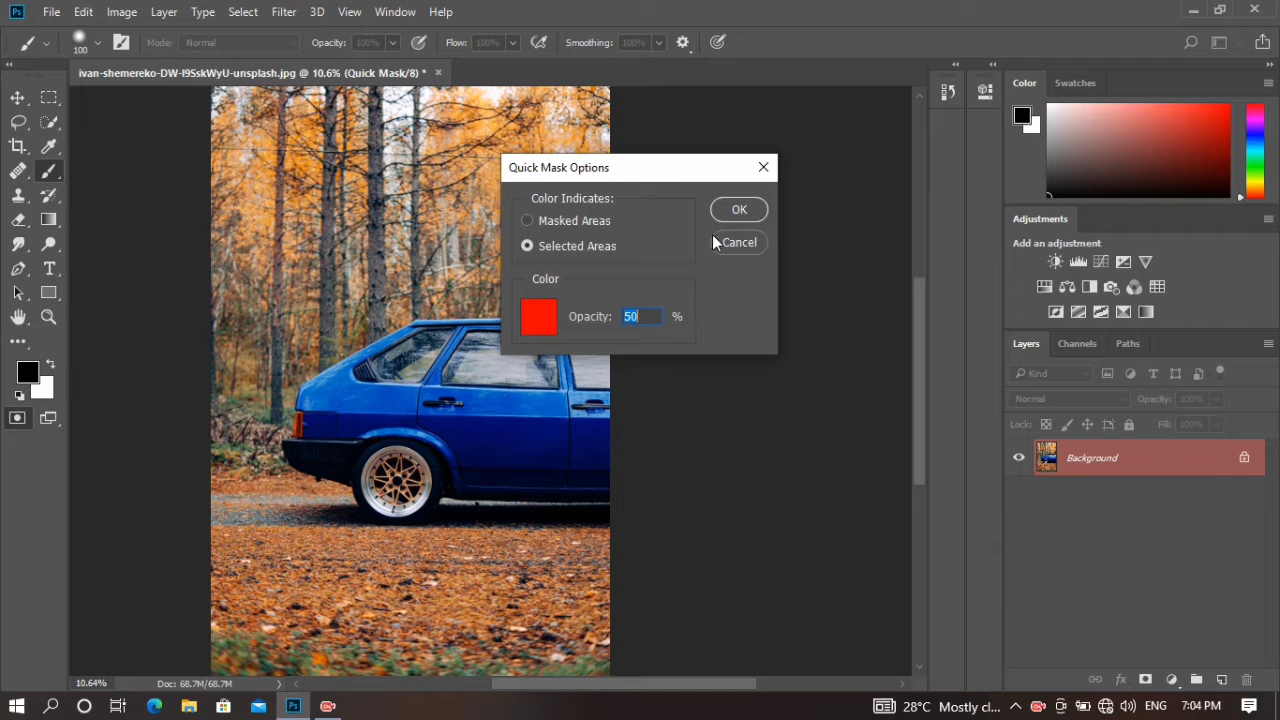 Ps File Edit Image Layer Type Select Filter 3D View Window Help
100 Mode: Normal Opacity: 100% Flow: 100% Smoothing: 100%
ivan-shemereko-DW-I9SskWyU-unsplash.jpg @ 10.6% (Quick Mask/8) *
Color Swatches
Quick Mask Options
Color Indicates:
Masked Areas
Selected Areas
OK
Cancel
Color
Opacity: 50 %
Adjustments
Add an adjustment
Layers Channels Paths
Kind
Normal Opacity: 100%
Lock: Fill: 100%
Background
10.64% Doc: 68.7M/68.7M
Ps 28°C Mostly cl... ENG 7:04 PM